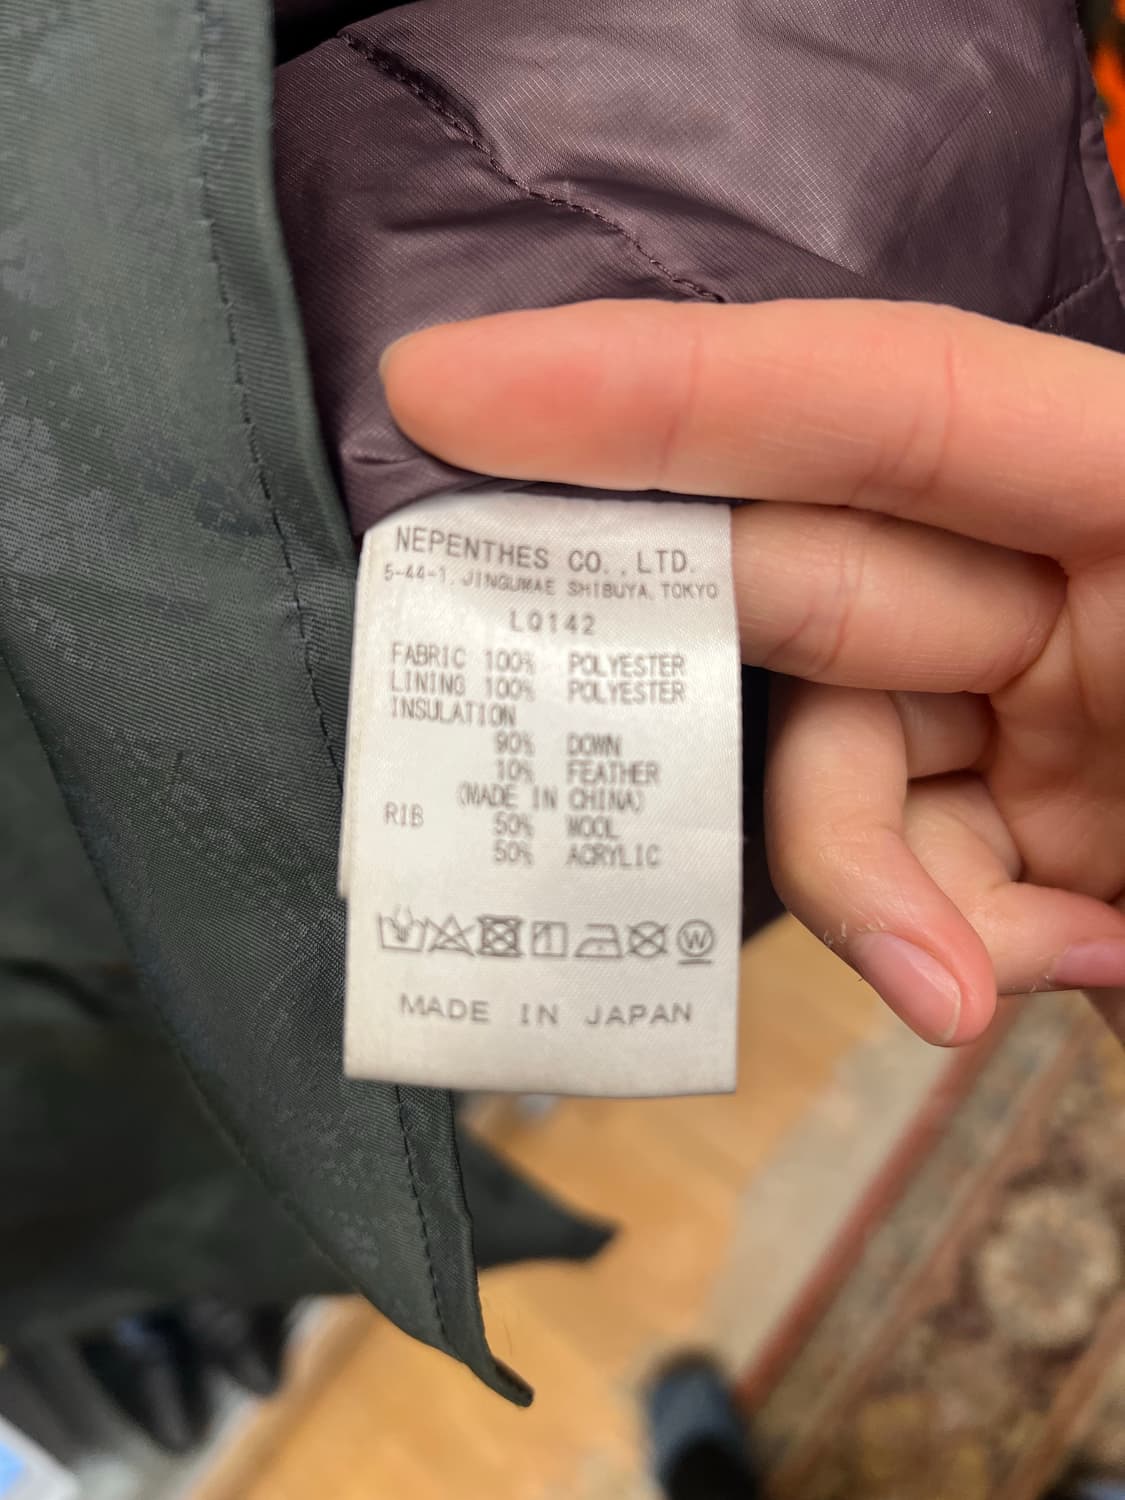 NEPENTHES CO.,LTD.
5-44-1, JINGUMAE SHIBUYA, TOKYO
LQ142
FABRIC 100% POLYESTER
LINING 100% POLYESTER
INSULATION
90% DOWN
10% FEATHER
(MADE IN CHINA)
RIB 50% WOOL
50% ACRYLIC
W
MADE IN JAPAN